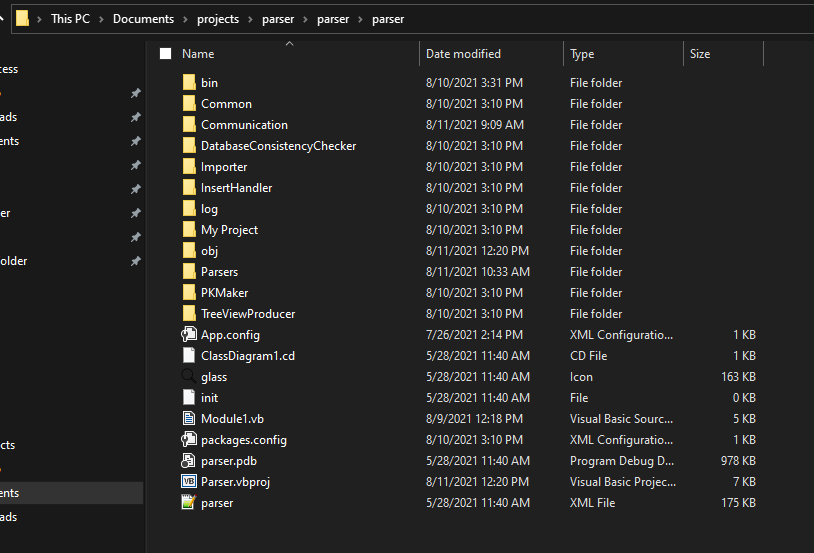 This PC > Documents > projects > parser > parser > parser
Name Date modified Type Size
cess
bin 8/10/2021 3:31 PM File folder
Common 8/10/2021 3:10 PM File folder
ads
Communication 8/11/2021 9:09 AM File folder
ents
DatabaseConsistencyChecker 8/10/2021 3:10 PM File folder
Importer 8/10/2021 3:10 PM File folder
InsertHandler 8/10/2021 3:10 PM File folder
er
log 8/10/2021 3:10 PM File folder
My Project 8/10/2021 3:10 PM File folder
obj 8/11/2021 12:20 PM File folder
older
Parsers 8/11/2021 10:33 AM File folder
PKMaker 8/10/2021 3:10 PM File folder
TreeViewProducer 8/10/2021 3:10 PM File folder
App.config 7/26/2021 2:14 PM XML Configuratio... 1 KB
ClassDiagram1.cd 5/28/2021 11:40 AM CD File 1 KB
glass 5/28/2021 11:40 AM Icon 163 KB
init 5/28/2021 11:40 AM File 0 KB
Module1.vb 8/9/2021 12:18 PM Visual Basic Sourc... 5 KB
cts
packages.config 8/10/2021 3:10 PM XML Configuratio... 1 KB
parser.pdb 5/28/2021 11:40 AM Program Debug D... 978 KB
VB Parser.vbproj 8/11/2021 12:20 PM Visual Basic Projec... 7 KB
ents
parser 5/28/2021 11:40 AM XML File 175 KB
ads